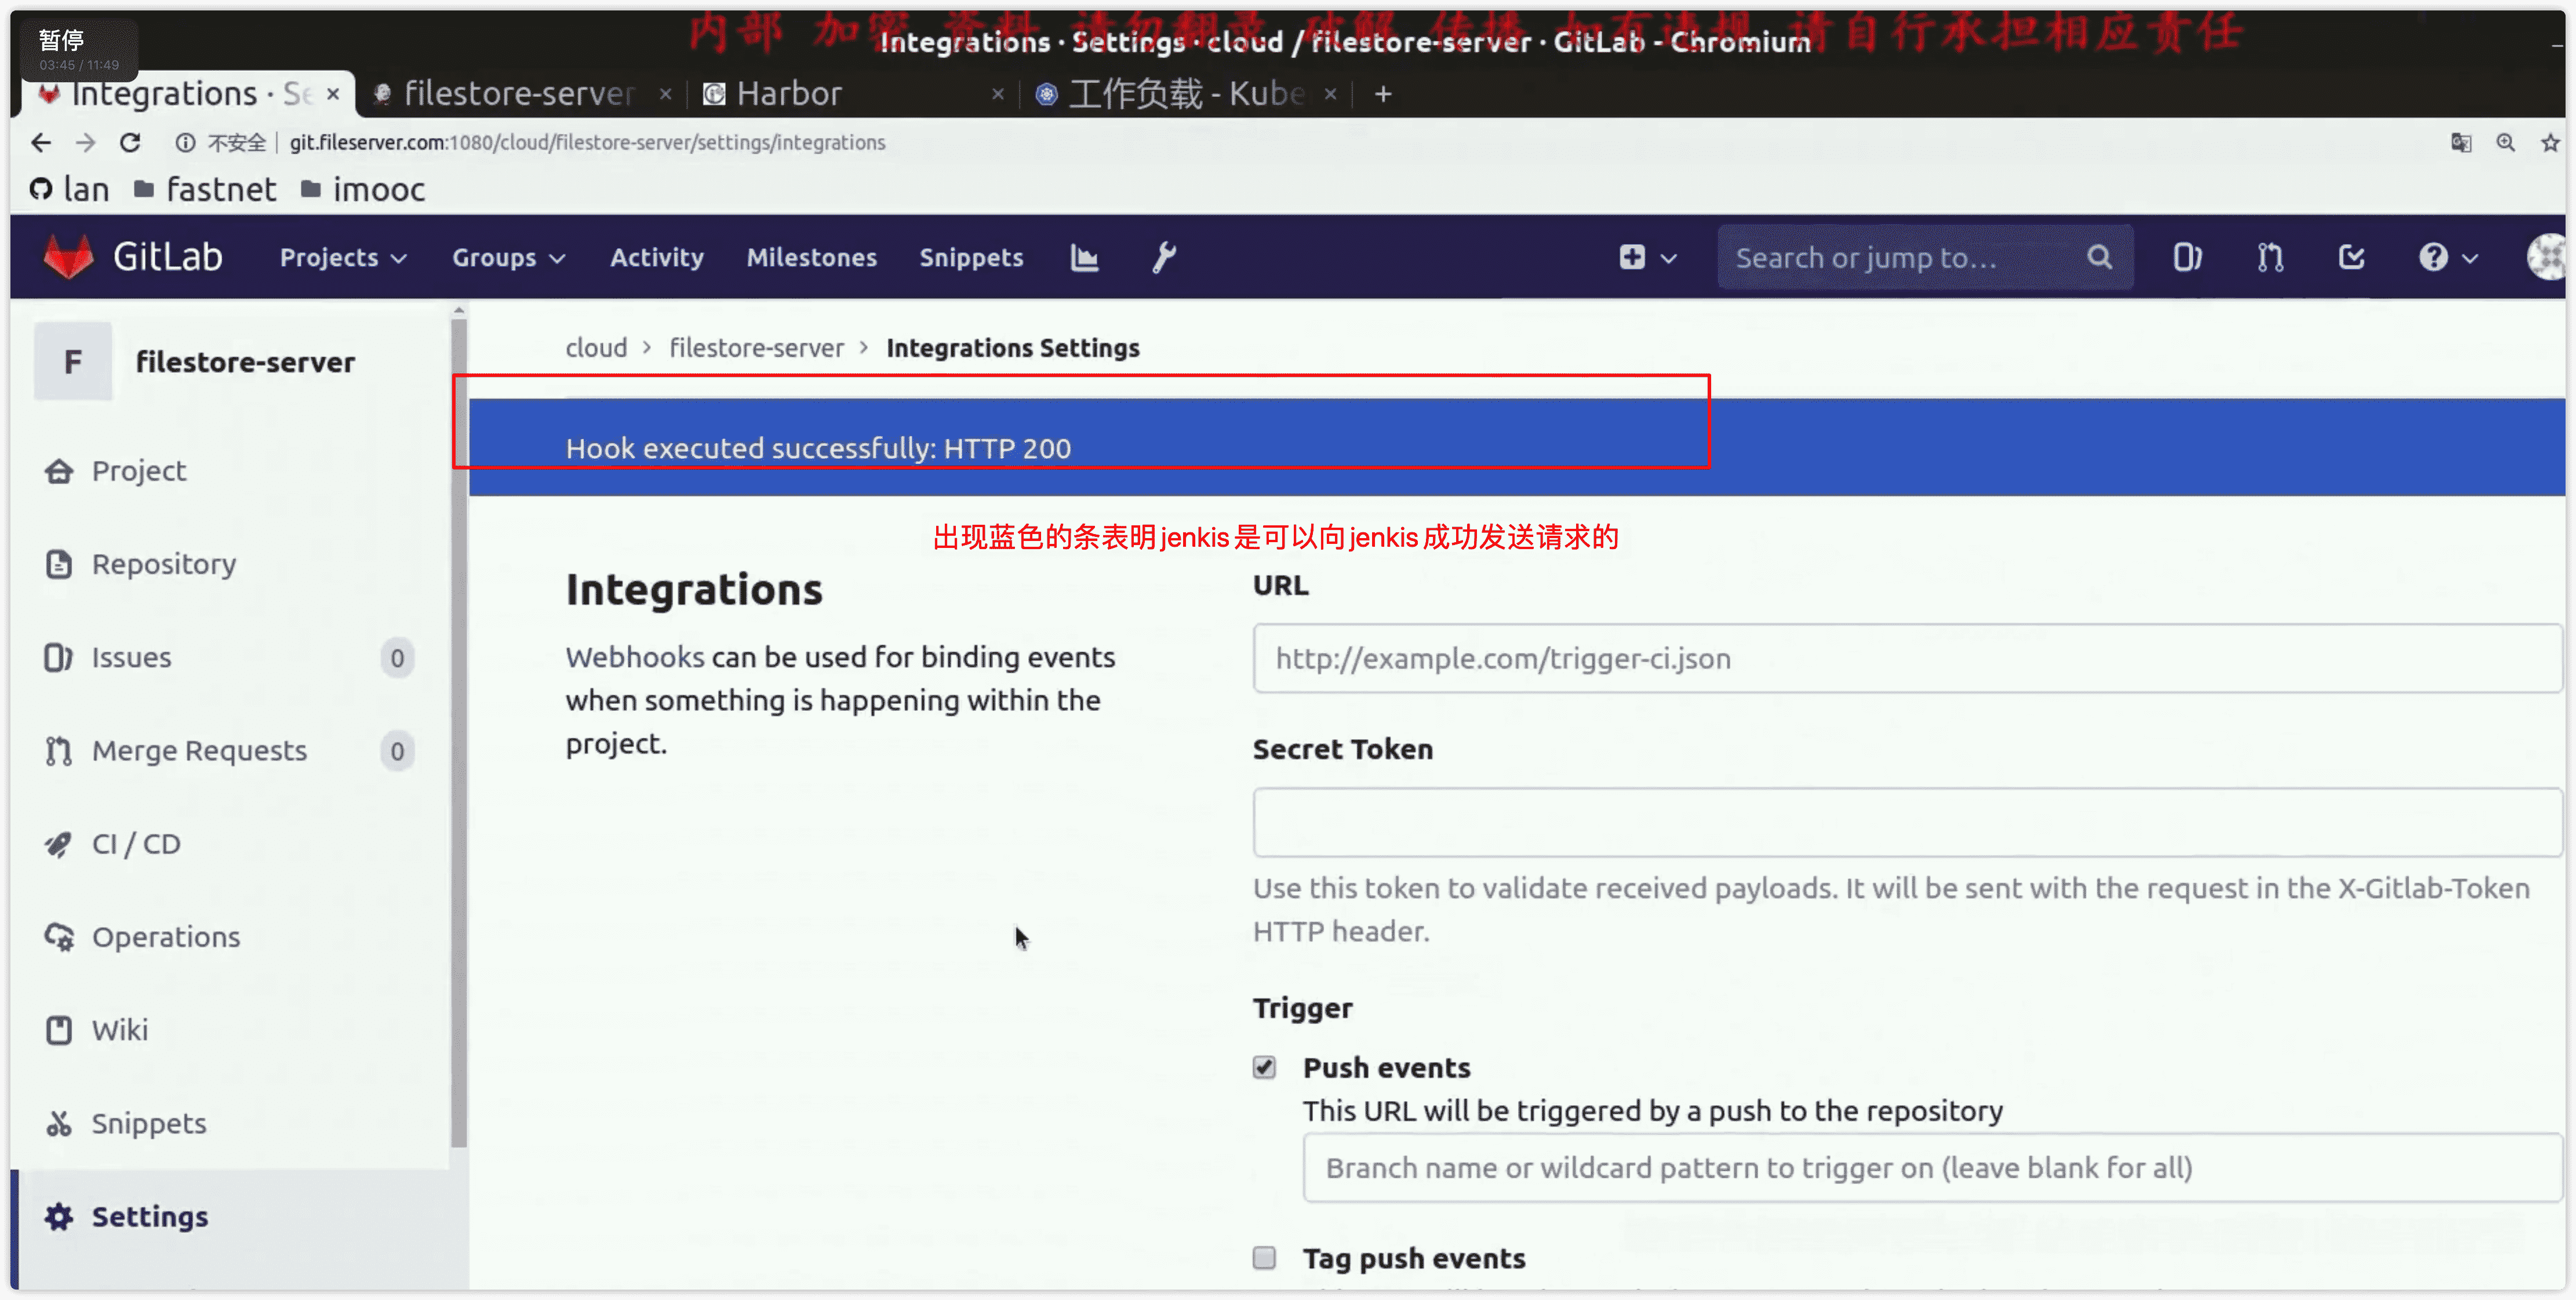 内部 加密 资料 请勿翻录 破解 传播 如有违规 请自行承担相应责任
暂停
03:45 / 11:49
Integrations · Settings · cloud / filestore-server · GitLab - Chromium
Integrations · Se
filestore-server
Harbor
工作负载 - Kube
不安全
git.fileserver.com:1080/cloud/filestore-server/settings/integrations
lan
fastnet
imooc
GitLab
Projects
Groups
Activity
Milestones
Snippets
Search or jump to…
F
filestore-server
Project
Repository
Issues 0
Merge Requests 0
CI / CD
Operations
Wiki
Snippets
Settings
cloud > filestore-server > Integrations Settings
Hook executed successfully: HTTP 200
出现蓝色的条表明jenkis是可以向jenkis成功发送请求的
Integrations
Webhooks can be used for binding events
when something is happening within the
project.
URL
http://example.com/trigger-ci.json
Secret Token
Use this token to validate received payloads. It will be sent with the request in the X-Gitlab-Token
HTTP header.
Trigger
Push events
This URL will be triggered by a push to the repository
Branch name or wildcard pattern to trigger on (leave blank for all)
Tag push events